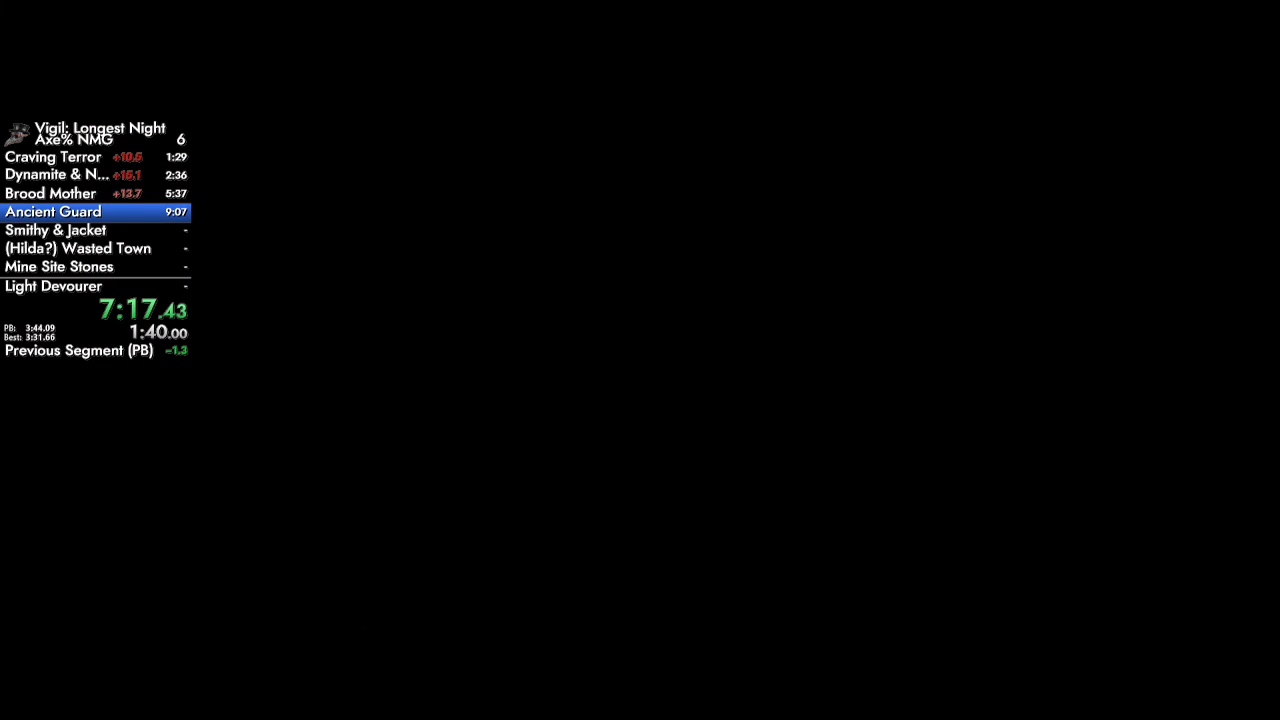 Vigil: Longest Night
Axe% NMG 6
Craving Terror +10.5 1:29
Dynamite & N... +15.1 2:36
Brood Mother +13.7 5:37
Ancient Guard 9:07
Smithy & Jacket -
(Hilda?) Wasted Town -
Mine Site Stones -
Light Devourer -
7:17.43
PB: 3:44.09 1:40.00
Best: 3:31.66
Previous Segment (PB) -1.3